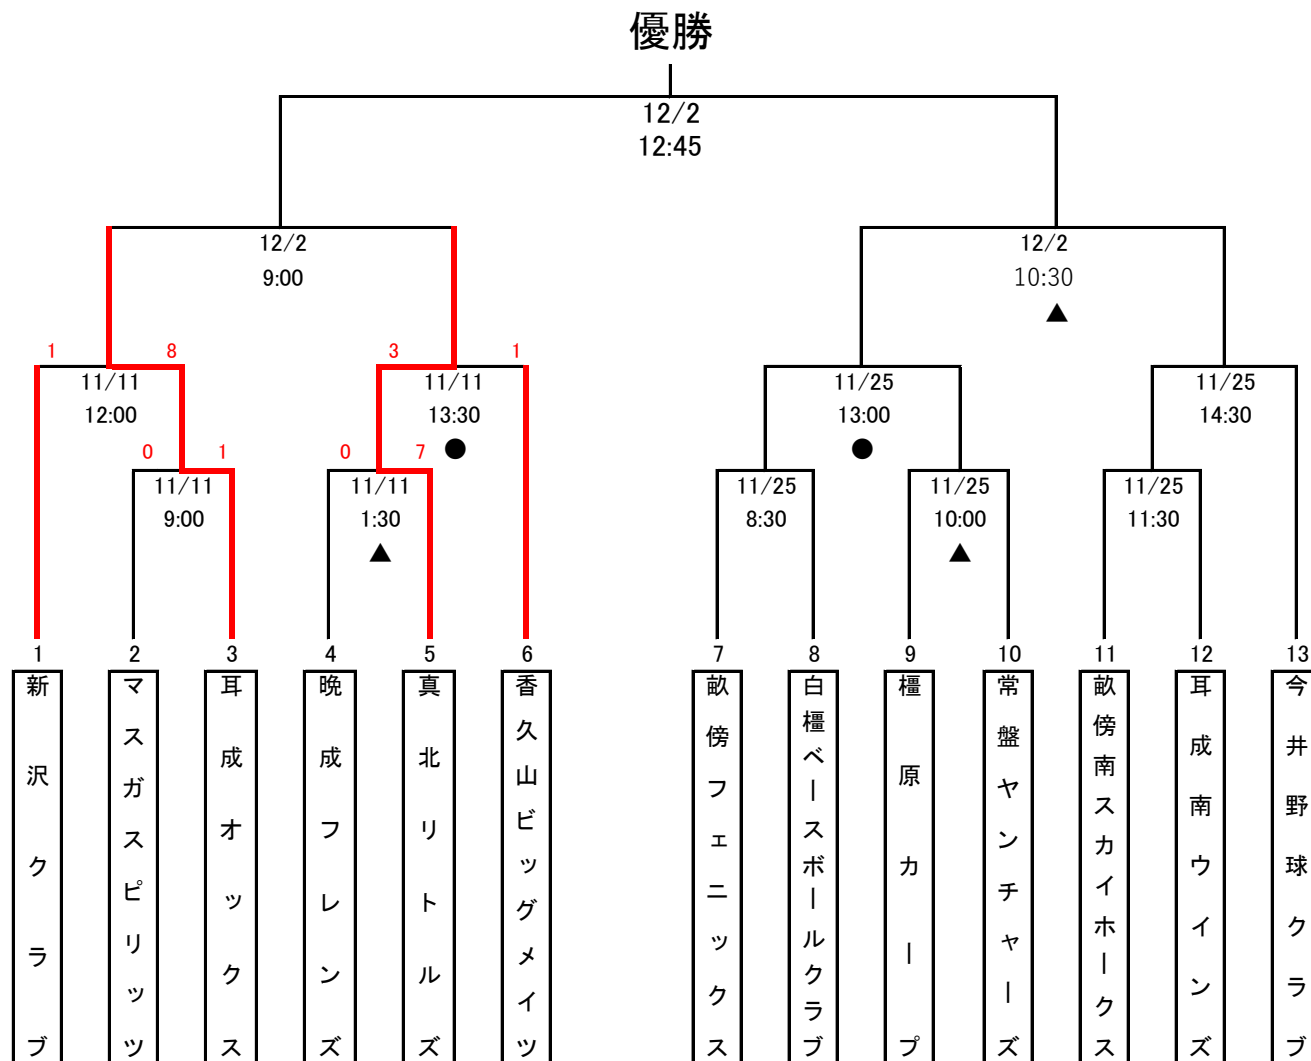 優勝
12/2
12:45
12/2
9:00
12/2
10:30
▲
1 8 3 1
11/11
12:00
11/11
13:30
●
11/25
13:00
●
11/25
14:30
0 1 0 7
11/11
9:00
11/11
1:30
▲
11/25
8:30
11/25
10:00
▲
11/25
11:30
1 2 3 4 5 6 7 8 9 10 11 12 13
新沢クラブ
マスガスピリッツ
耳成オックス
晩成フレンズ
真北リトルズ
香久山ビッグメイツ
畝傍フェニックス
白橿ベースボールクラブ
橿原カープ
常盤ヤンチャーズ
畝傍南スカイホークス
耳成南ウインズ
今井野球クラブ